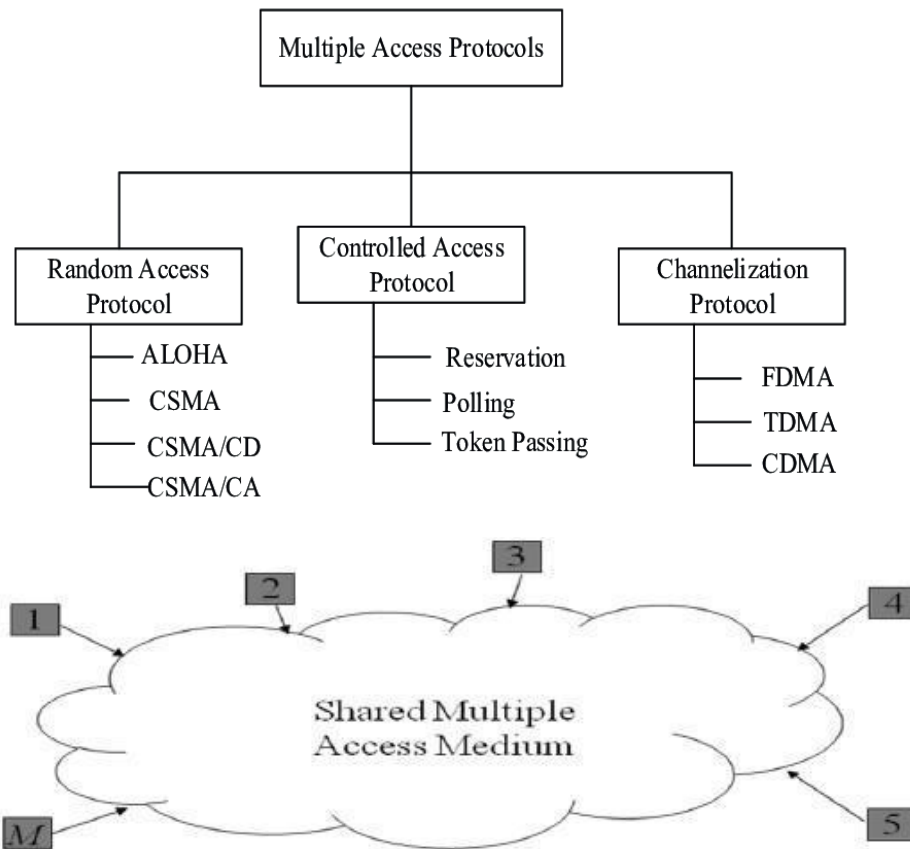 Multiple Access Protocols
Random Access
Protocol
ALOHA
CSMA
CSMA/CD
CSMA/CA
Controlled Access
Protocol
Reservation
Polling
Token Passing
Channelization
Protocol
FDMA
TDMA
CDMA
1
2
3
4
Shared Multiple
Access Medium
M
5